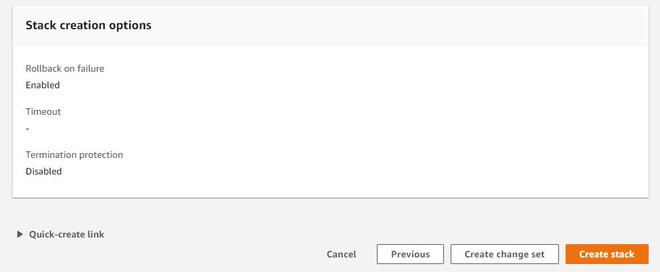 Stack creation options
Rollback on failure
Enabled
Timeout
-
Termination protection
Disabled
Quick-create link
Cancel Previous Create change set Create stack